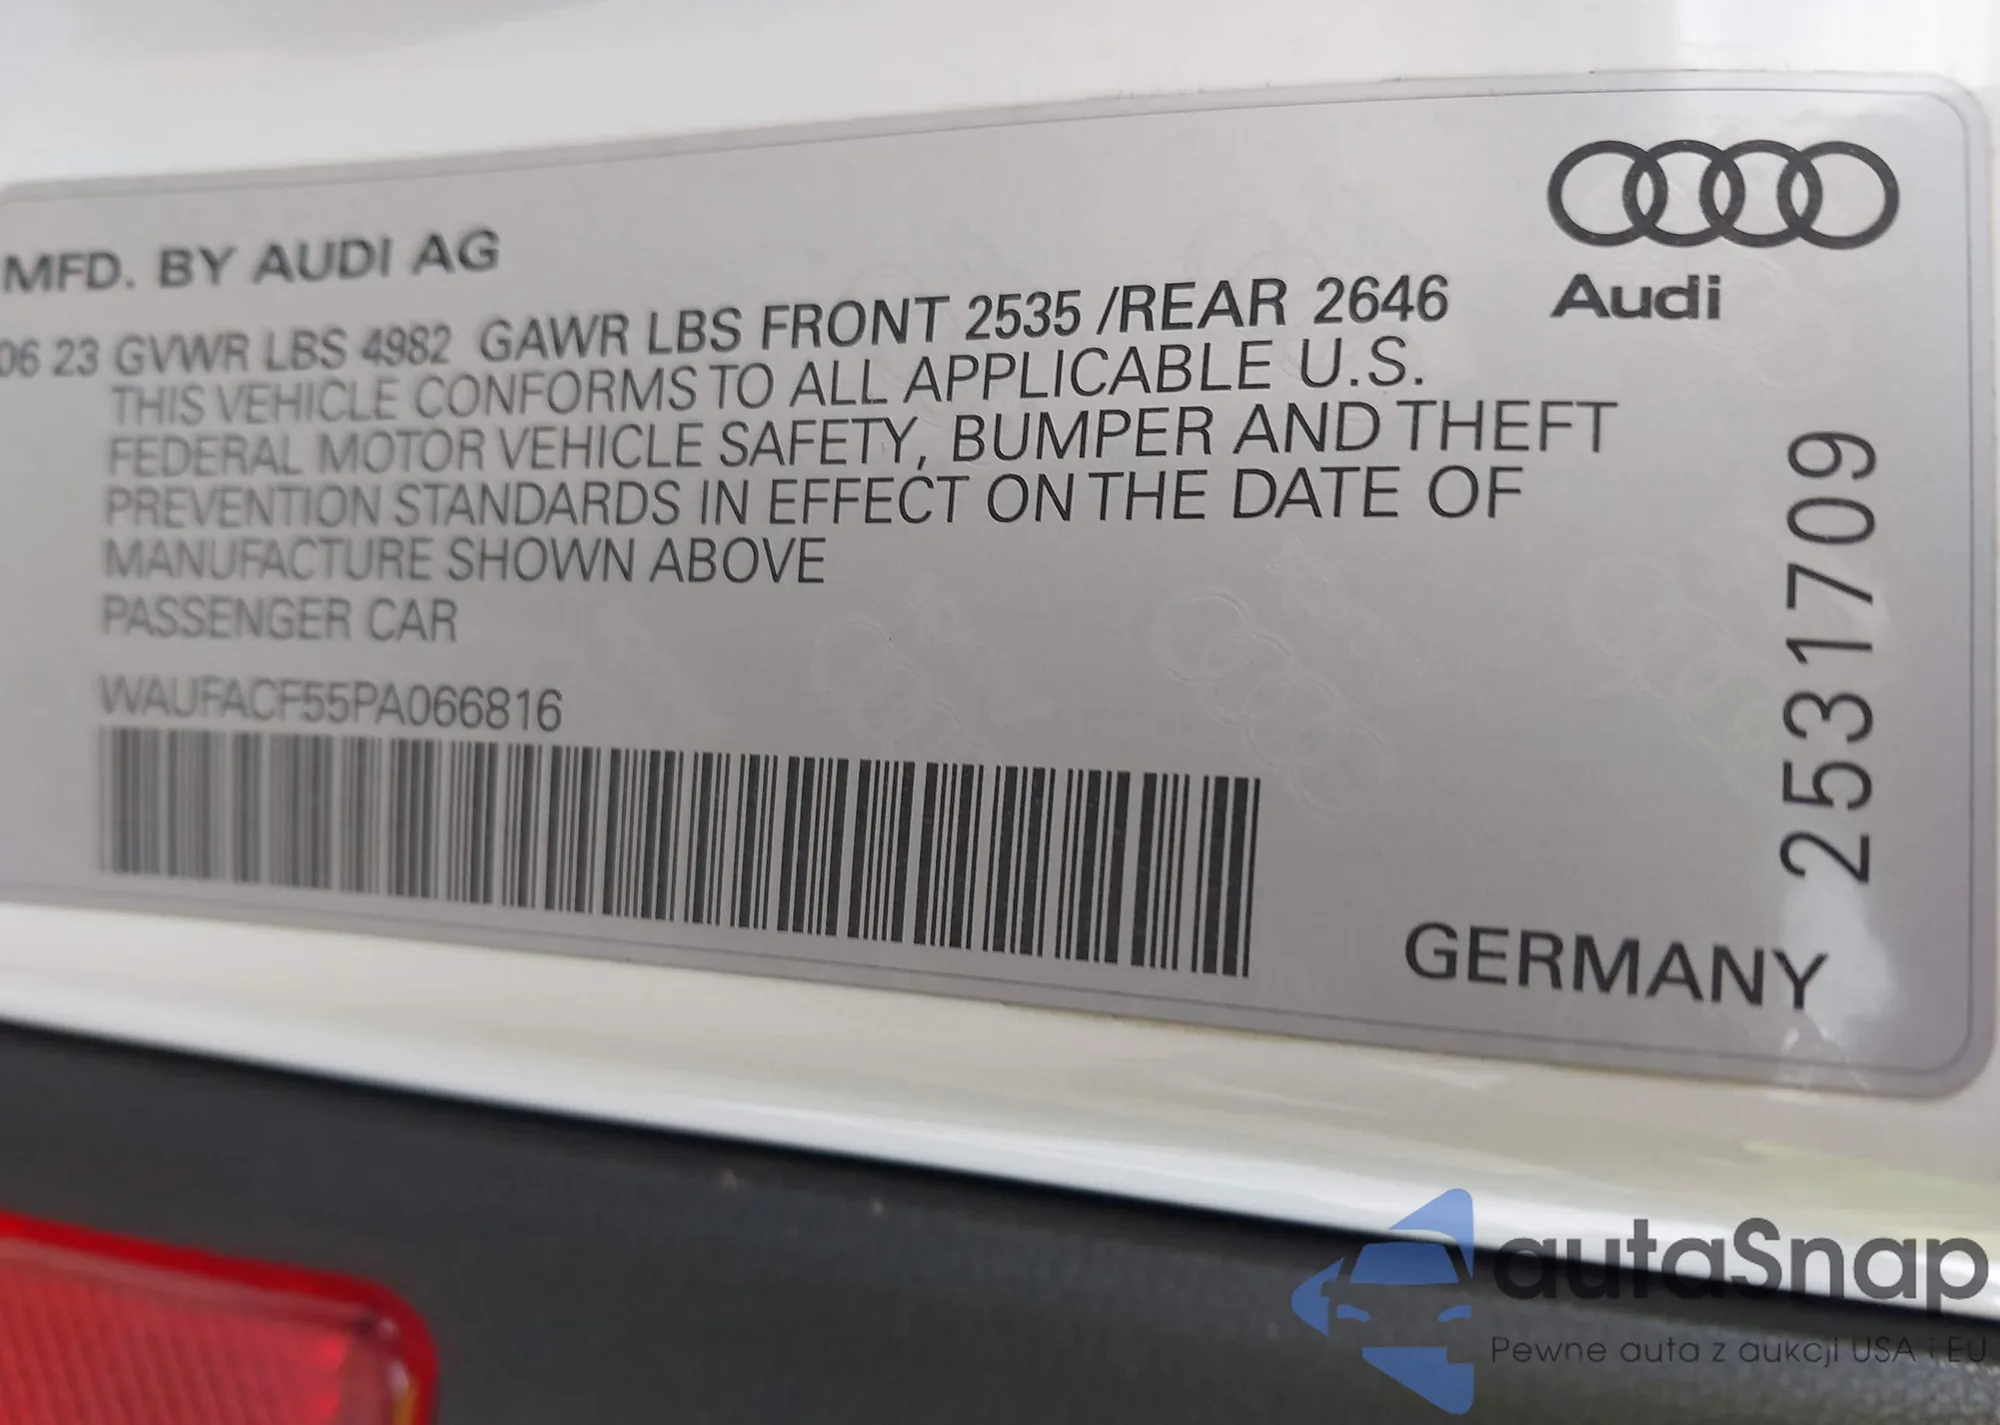 MFD. BY AUDI AG
06 23 GVWR LBS 4982 GAWR LBS FRONT 2535 /REAR 2646
THIS VEHICLE CONFORMS TO ALL APPLICABLE U.S.
FEDERAL MOTOR VEHICLE SAFETY, BUMPER AND THEFT
PREVENTION STANDARDS IN EFFECT ON THE DATE OF
MANUFACTURE SHOWN ABOVE
PASSENGER CAR
WAUFACF55PA066816
Audi
2531709
GERMANY
autaSnap
Pewne auta z aukcji USA i EU